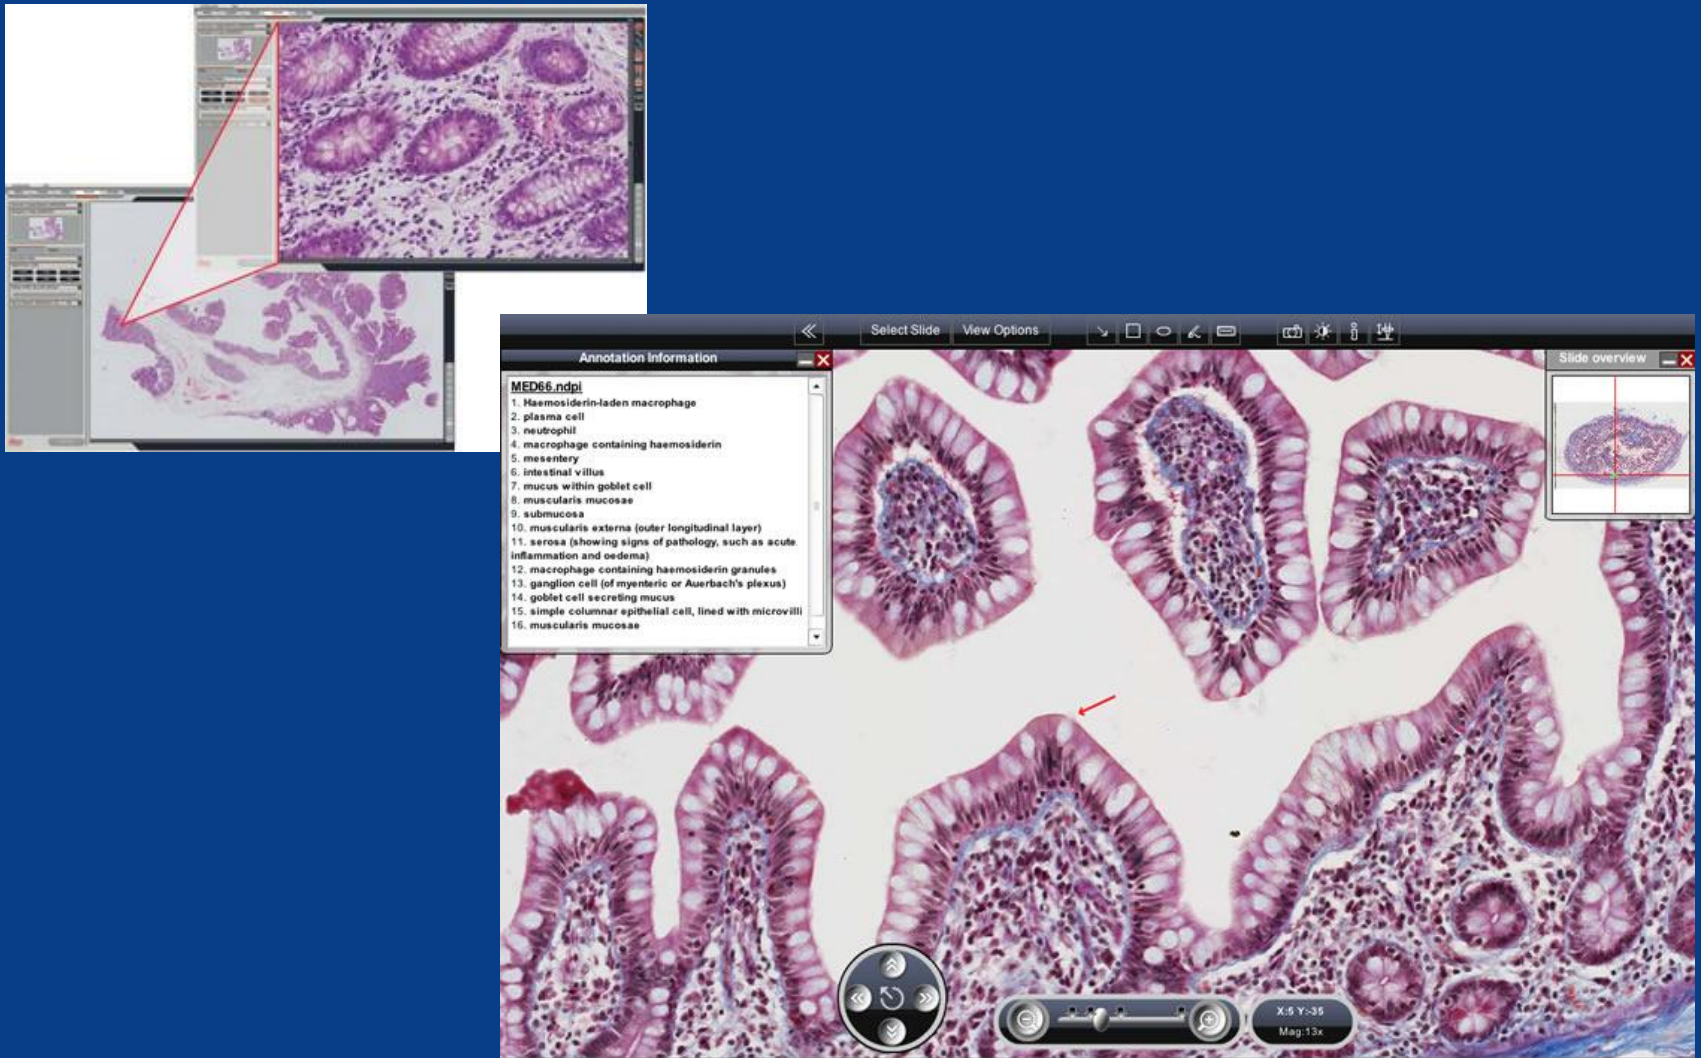 Select Slide View Options
Annotation Information
Slide overview
MED66.ndpi
1. Haemosiderin-laden macrophage
2. plasma cell
3. neutrophil
4. macrophage containing haemosiderin
5. mesentery
6. intestinal villus
7. mucus within goblet cell
8. muscularis mucosae
9. submucosa
10. muscularis externa (outer longitudinal layer)
11. serosa (showing signs of pathology, such as acute
inflammation and oedema)
12. macrophage containing haemosiderin granules
13. ganglion cell (of myenteric or Auerbach's plexus)
14. goblet cell secreting mucus
15. simple columnar epithelial cell, lined with microvilli
16. muscularis mucosae
X:5 Y:-35
Mag:13x